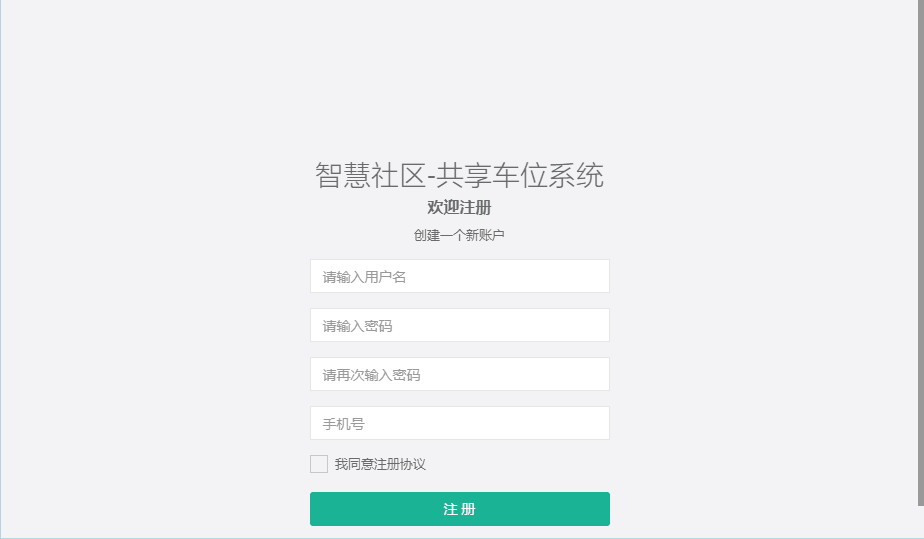 智慧社区-共享车位系统
欢迎注册
创建一个新账户
请输入用户名
请输入密码
请再次输入密码
手机号
我同意注册协议
注 册